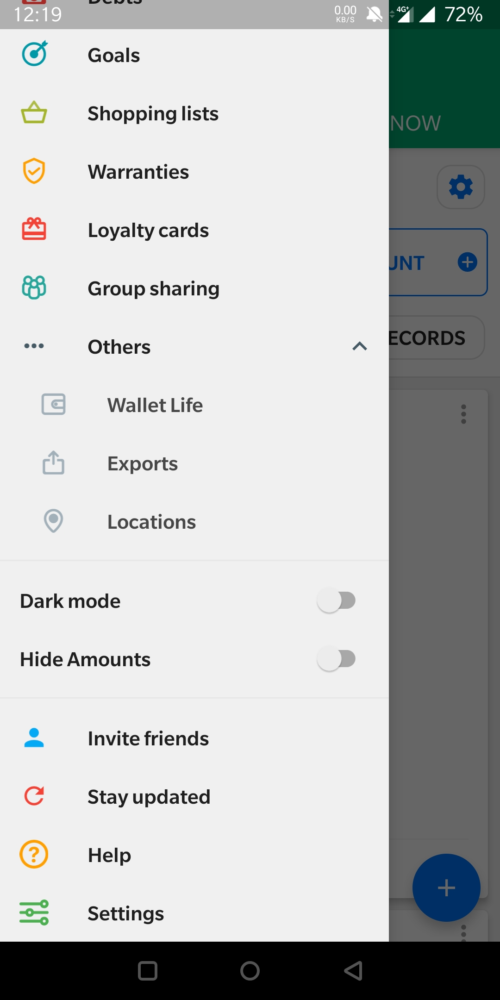 Debts
12:19
0.00
KB/S
4G+
72%
Goals
Shopping lists
NOW
Warranties
Loyalty cards
UNT
Group sharing
ECORDS
Others
Wallet Life
Exports
Locations
Dark mode
Hide Amounts
Invite friends
Stay updated
Help
Settings